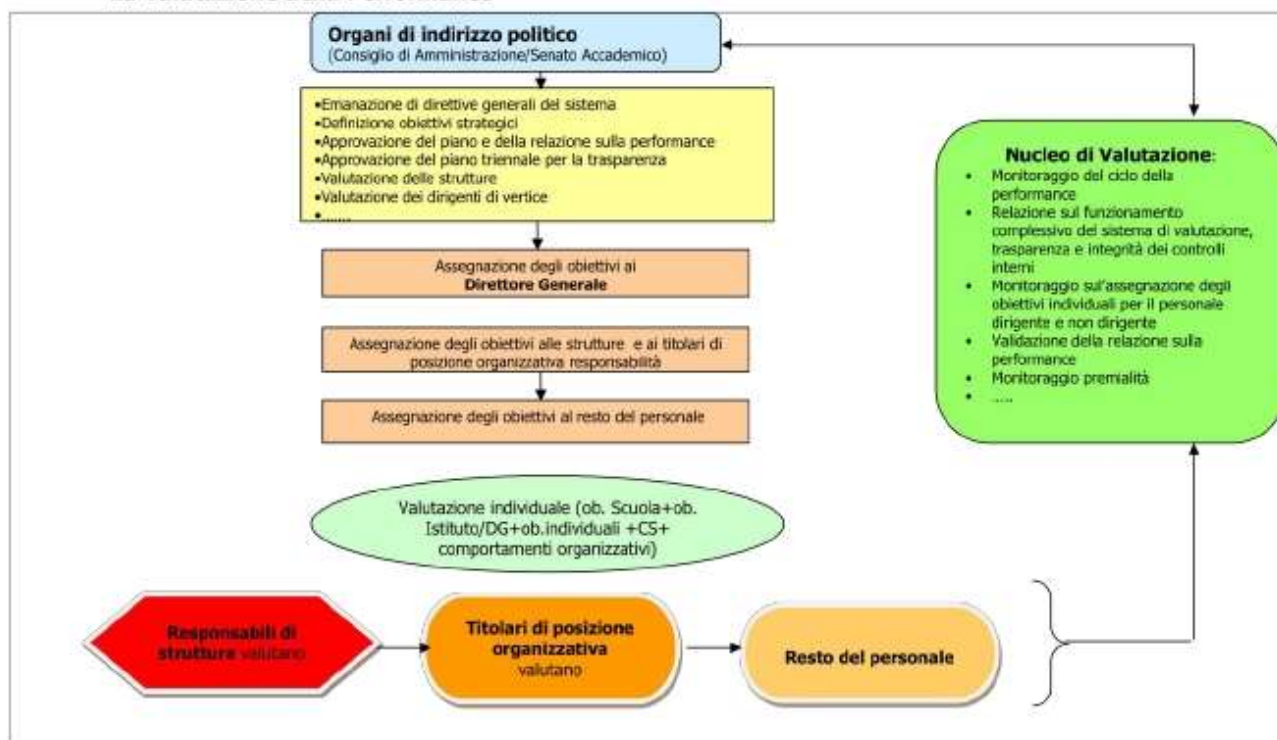 Organi di indirizzo politico
(Consiglio di Amministrazione/Senato Accademico)
•Emanazione di direttive generali del sistema
•Definizione obiettivi strategici
•Approvazione del piano e della relazione sulla performance
•Approvazione del piano triennale per la trasparenza
•Valutazione delle strutture
•Valutazione dei dirigenti di vertice
•.......
Assegnazione degli obiettivi al
Direttore Generale
Assegnazione degli obiettivi alle strutture e ai titolari di
posizione organizzativa responsabilità
Assegnazione degli obiettivi al resto del personale
Nucleo di Valutazione:
• Monitoraggio del ciclo della
performance
• Relazione sul funzionamento
complessivo del sistema di valutazione,
trasparenza e integrità dei controlli
interni
• Monitoraggio sull'assegnazione degli
obiettivi individuali per il personale
dirigente e non dirigente
• Validazione della relazione sulla
performance
• Monitoraggio premialità
• .....
Valutazione individuale (ob. Scuola+ob.
Istituto/DG+ob.individuali +CS+
comportamenti organizzativi)
Responsabili di
strutture valutano
Titolari di posizione
organizzativa
valutano
Resto del personale